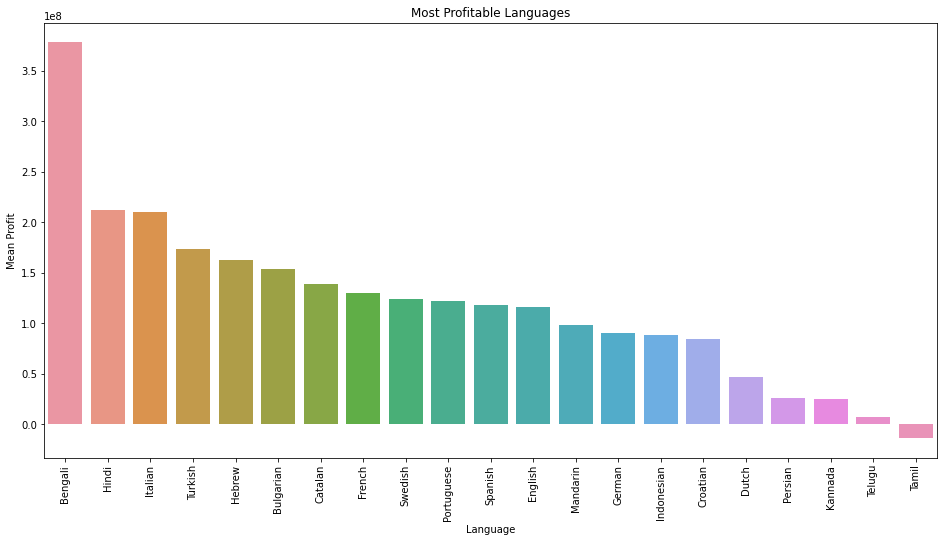 Most Profitable Languages
1e8
3.5
3.0
2.5
2.0
1.5
1.0
0.5
0.0
Mean Profit
Bengali
Hindi
Italian
Turkish
Hebrew
Bulgarian
Catalan
French
Swedish
Portuguese
Spanish
English
Mandarin
German
Indonesian
Croatian
Dutch
Persian
Kannada
Telugu
Tamil
Language